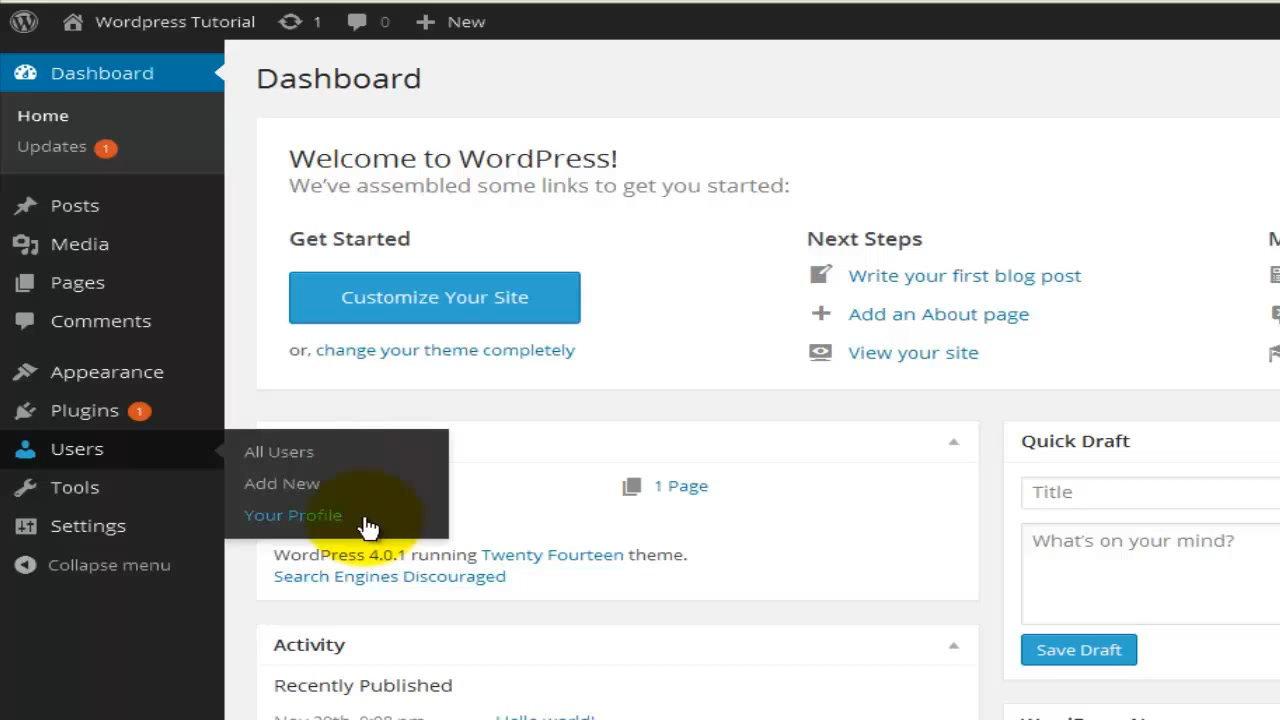 Wordpress Tutorial 1 0 New
Dashboard
Home
Updates 1
Posts
Media
Pages
Comments
Appearance
Plugins 1
Users
Tools
Settings
Collapse menu
All Users
Add New
Your Profile
Dashboard
Welcome to WordPress!
We've assembled some links to get you started:
Get Started
Customize Your Site
or, change your theme completely
Next Steps
Write your first blog post
Add an About page
View your site
1 Page
WordPress 4.0.1 running Twenty Fourteen theme.
Search Engines Discouraged
Activity
Recently Published
Hello world!
Quick Draft
Title
What's on your mind?
Save Draft